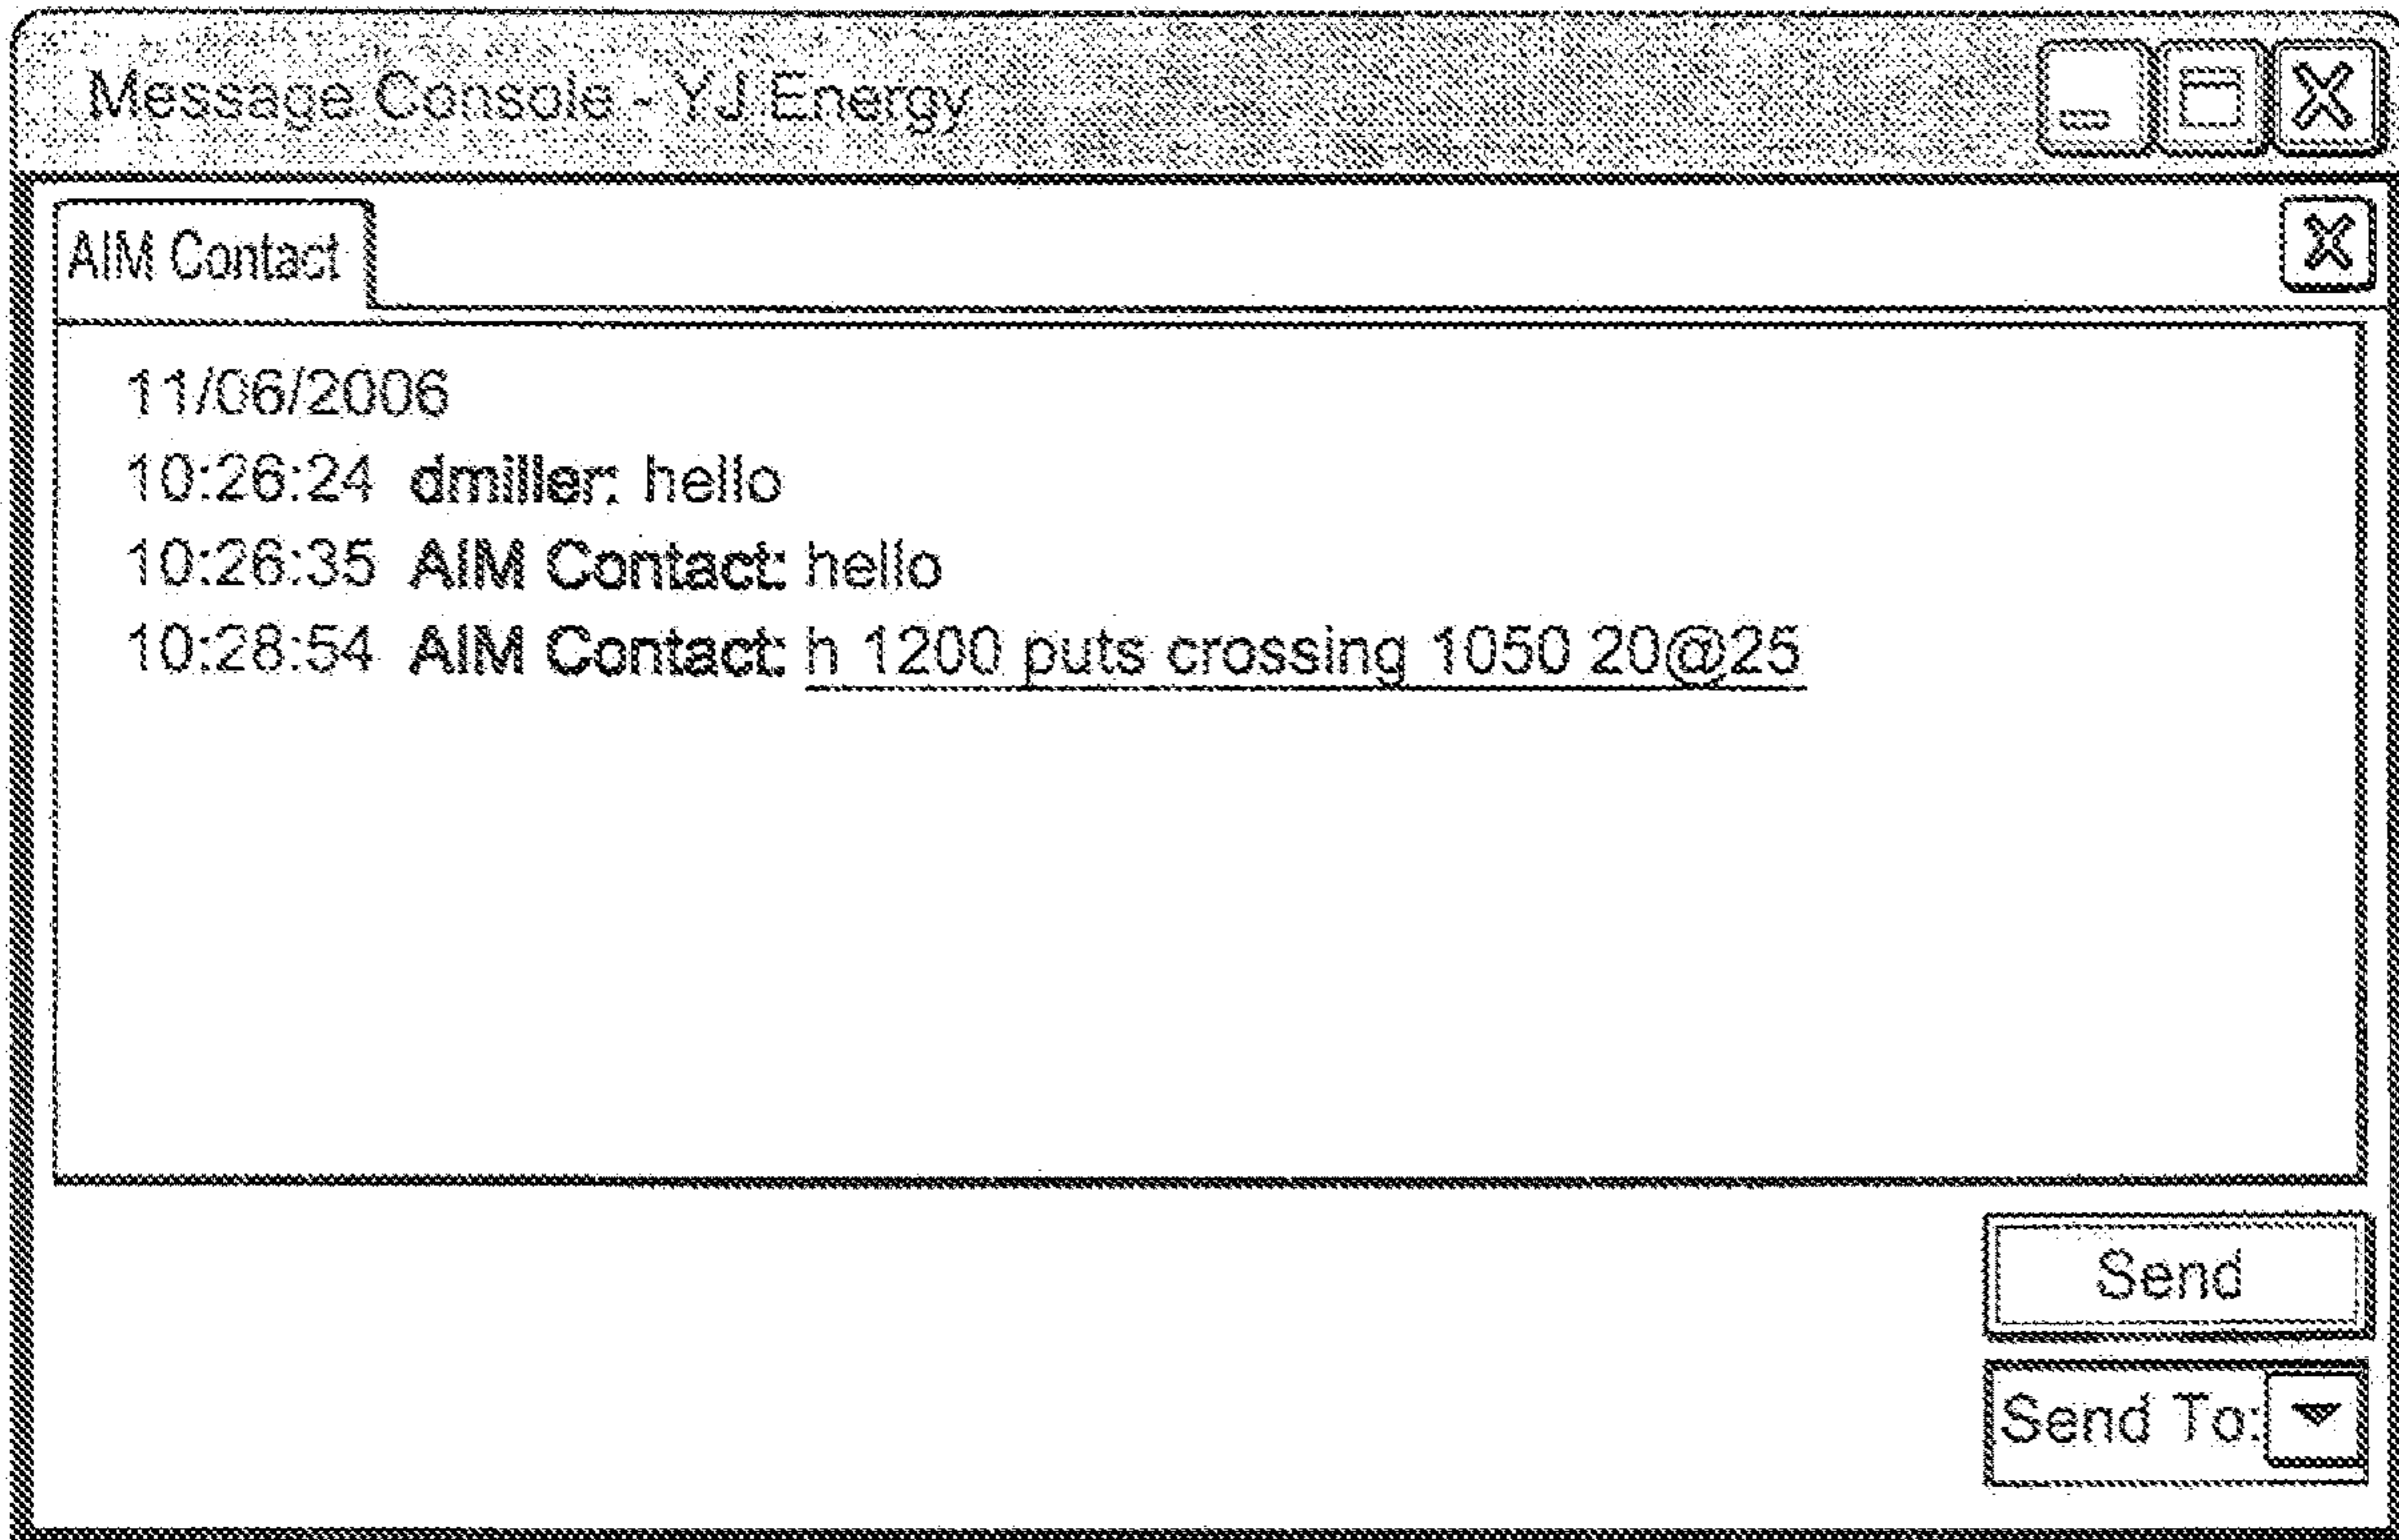 Message Console - YJ Energy
AIM Contact
11/06/2006
10:26:24 dmiller: hello
10:26:35 AIM Contact: hello
10:28:54 AIM Contact: h 1200 puts crossing 1050 20@25
Send
Send To: